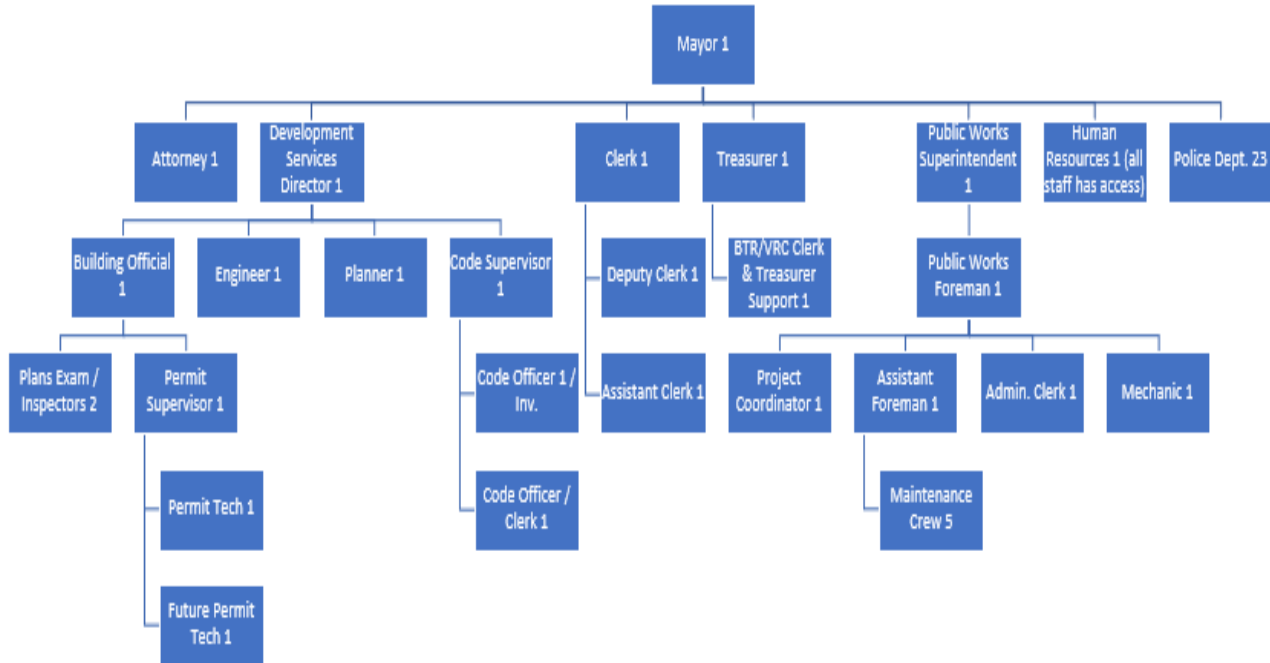 Mayor 1
Attorney 1
Development
Services
Director 1
Clerk 1
Treasurer 1
Public Works
Superintendent
1
Human
Resources 1 (all
staff has access)
Police Dept. 23
Building Official
1
Engineer 1
Planner 1
Code Supervisor
1
Deputy Clerk 1
BTR/VRC Clerk
& Treasurer
Support 1
Public Works
Foreman 1
Plans Exam /
Inspectors 2
Permit
Supervisor 1
Code Officer 1 /
Inv.
Assistant Clerk 1
Project
Coordinator 1
Assistant
Foreman 1
Admin. Clerk 1
Mechanic 1
Permit Tech 1
Code Officer /
Clerk 1
Maintenance
Crew 5
Future Permit
Tech 1